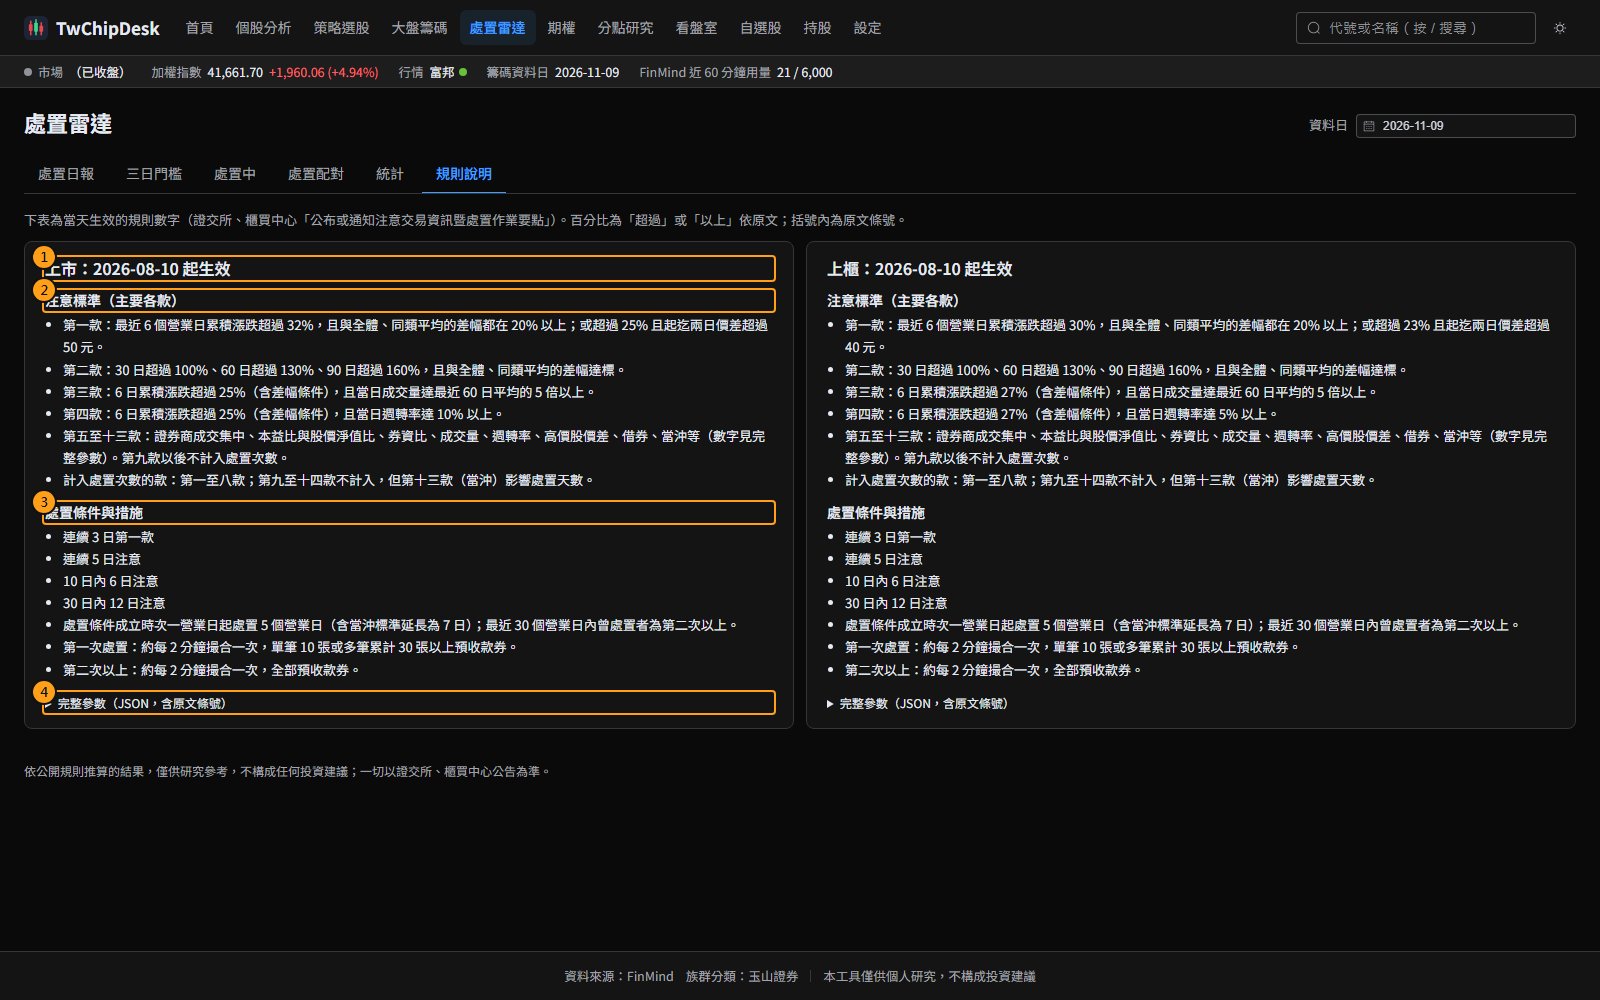 TwChipDesk 首頁 個股分析 策略選股 大盤籌碼 處置雷達 期權 分點研究 看盤室 自選股 持股 設定 代號或名稱（按 / 搜尋）
市場 （已收盤） 加權指數 41,661.70 +1,960.06 (+4.94%) 行情 富邦 籌碼資料日 2026-11-09 FinMind 近 60 分鐘用量 21 / 6,000
處置雷達
資料日 2026-11-09
處置日報 三日門檻 處置中 處置配對 統計 規則說明
下表為當天生效的規則數字（證交所、櫃買中心「公布或通知注意交易資訊暨處置作業要點」）。百分比為「超過」或「以上」依原文；括號內為原文條號。
1
上市：2026-08-10 起生效
2
注意標準（主要各款）
第一款：最近 6 個營業日累積漲跌超過 32%，且與全體、同類平均的差幅都在 20% 以上；或超過 25% 且起迄兩日價差超過
50 元。
第二款：30 日超過 100%、60 日超過 130%、90 日超過 160%，且與全體、同類平均的差幅達標。
第三款：6 日累積漲跌超過 25%（含差幅條件），且當日成交量達最近 60 日平均的 5 倍以上。
第四款：6 日累積漲跌超過 25%（含差幅條件），且當日週轉率達 10% 以上。
第五至十三款：證券商成交集中、本益比與股價淨值比、券資比、成交量、週轉率、高價股價差、借券、當沖等（數字見完
整參數）。第九款以後不計入處置次數。
計入處置次數的款：第一至八款；第九至十四款不計入，但第十三款（當沖）影響處置天數。
3
處置條件與措施
連續 3 日第一款
連續 5 日注意
10 日內 6 日注意
30 日內 12 日注意
處置條件成立時次一營業日起處置 5 個營業日（含當沖標準延長為 7 日）；最近 30 個營業日內曾處置者為第二次以上。
第一次處置：約每 2 分鐘撮合一次，單筆 10 張或多筆累計 30 張以上預收款券。
第二次以上：約每 2 分鐘撮合一次，全部預收款券。
4
完整參數（JSON，含原文條號）
上櫃：2026-08-10 起生效
注意標準（主要各款）
第一款：最近 6 個營業日累積漲跌超過 30%，且與全體、同類平均的差幅都在 20% 以上；或超過 23% 且起迄兩日價差超過
40 元。
第二款：30 日超過 100%、60 日超過 130%、90 日超過 160%，且與全體、同類平均的差幅達標。
第三款：6 日累積漲跌超過 27%（含差幅條件），且當日成交量達最近 60 日平均的 5 倍以上。
第四款：6 日累積漲跌超過 27%（含差幅條件），且當日週轉率達 5% 以上。
第五至十三款：證券商成交集中、本益比與股價淨值比、券資比、成交量、週轉率、高價股價差、借券、當沖等（數字見完
整參數）。第九款以後不計入處置次數。
計入處置次數的款：第一至八款；第九至十四款不計入，但第十三款（當沖）影響處置天數。
處置條件與措施
連續 3 日第一款
連續 5 日注意
10 日內 6 日注意
30 日內 12 日注意
處置條件成立時次一營業日起處置 5 個營業日（含當沖標準延長為 7 日）；最近 30 個營業日內曾處置者為第二次以上。
第一次處置：約每 2 分鐘撮合一次，單筆 10 張或多筆累計 30 張以上預收款券。
第二次以上：約每 2 分鐘撮合一次，全部預收款券。
完整參數（JSON，含原文條號）
依公開規則推算的結果，僅供研究參考，不構成任何投資建議；一切以證交所、櫃買中心公告為準。
資料來源：FinMind 族群分類：玉山證券 本工具僅供個人研究，不構成投資建議